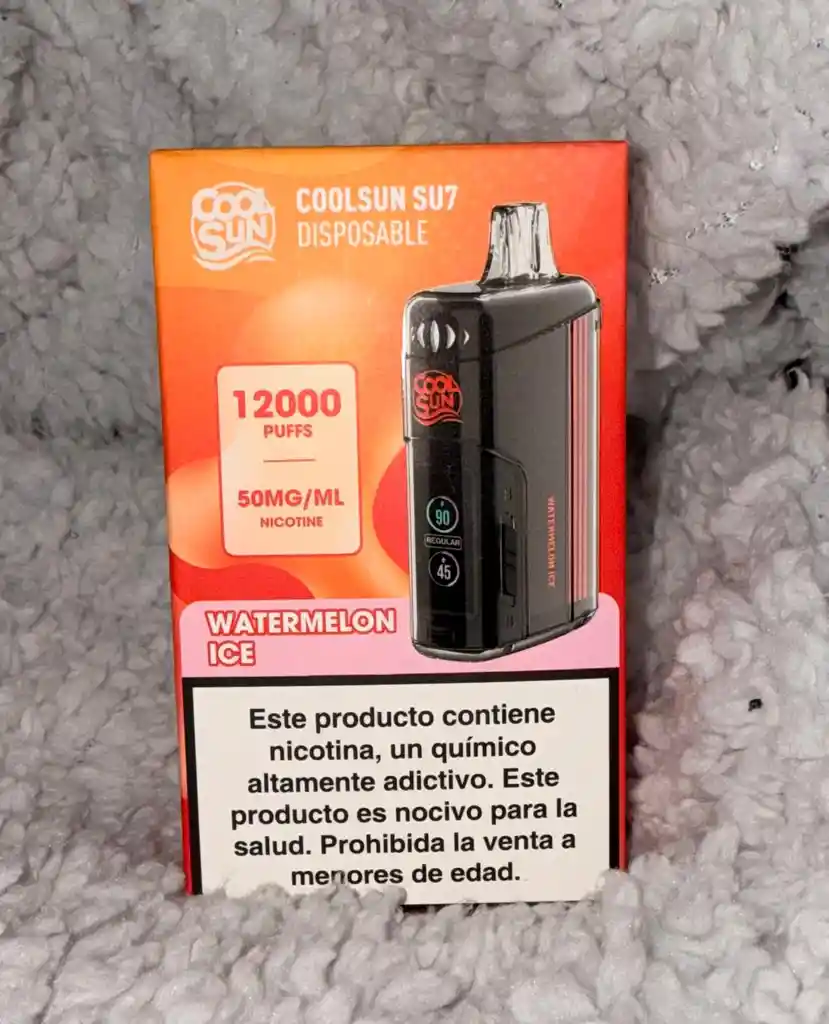 COOL
SUN
COOLSUN SU7
DISPOSABLE
12000
PUFFS
50MG/ML
NICOTINE
COOL
SUN
90
REGULAR
45
WATERMELON ICE
WATERMELON
ICE
Este producto contiene
nicotina, un químico
altamente adictivo. Este
producto es nocivo para la
salud. Prohibida la venta a
menores de edad.